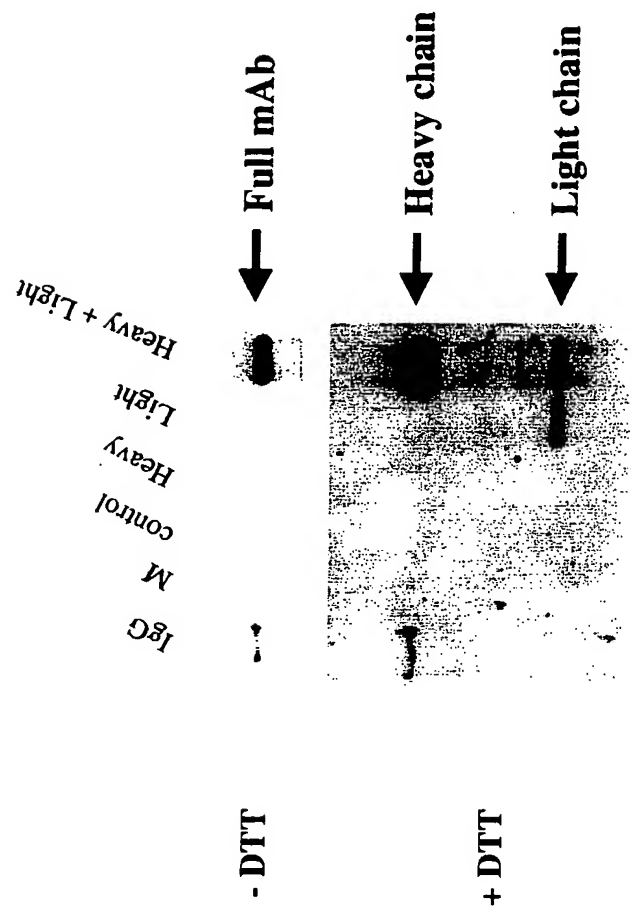 IgG
M
control
Heavy
Light
Heavy + Light
- DTT
Full mAb
+ DTT
Heavy chain
Light chain